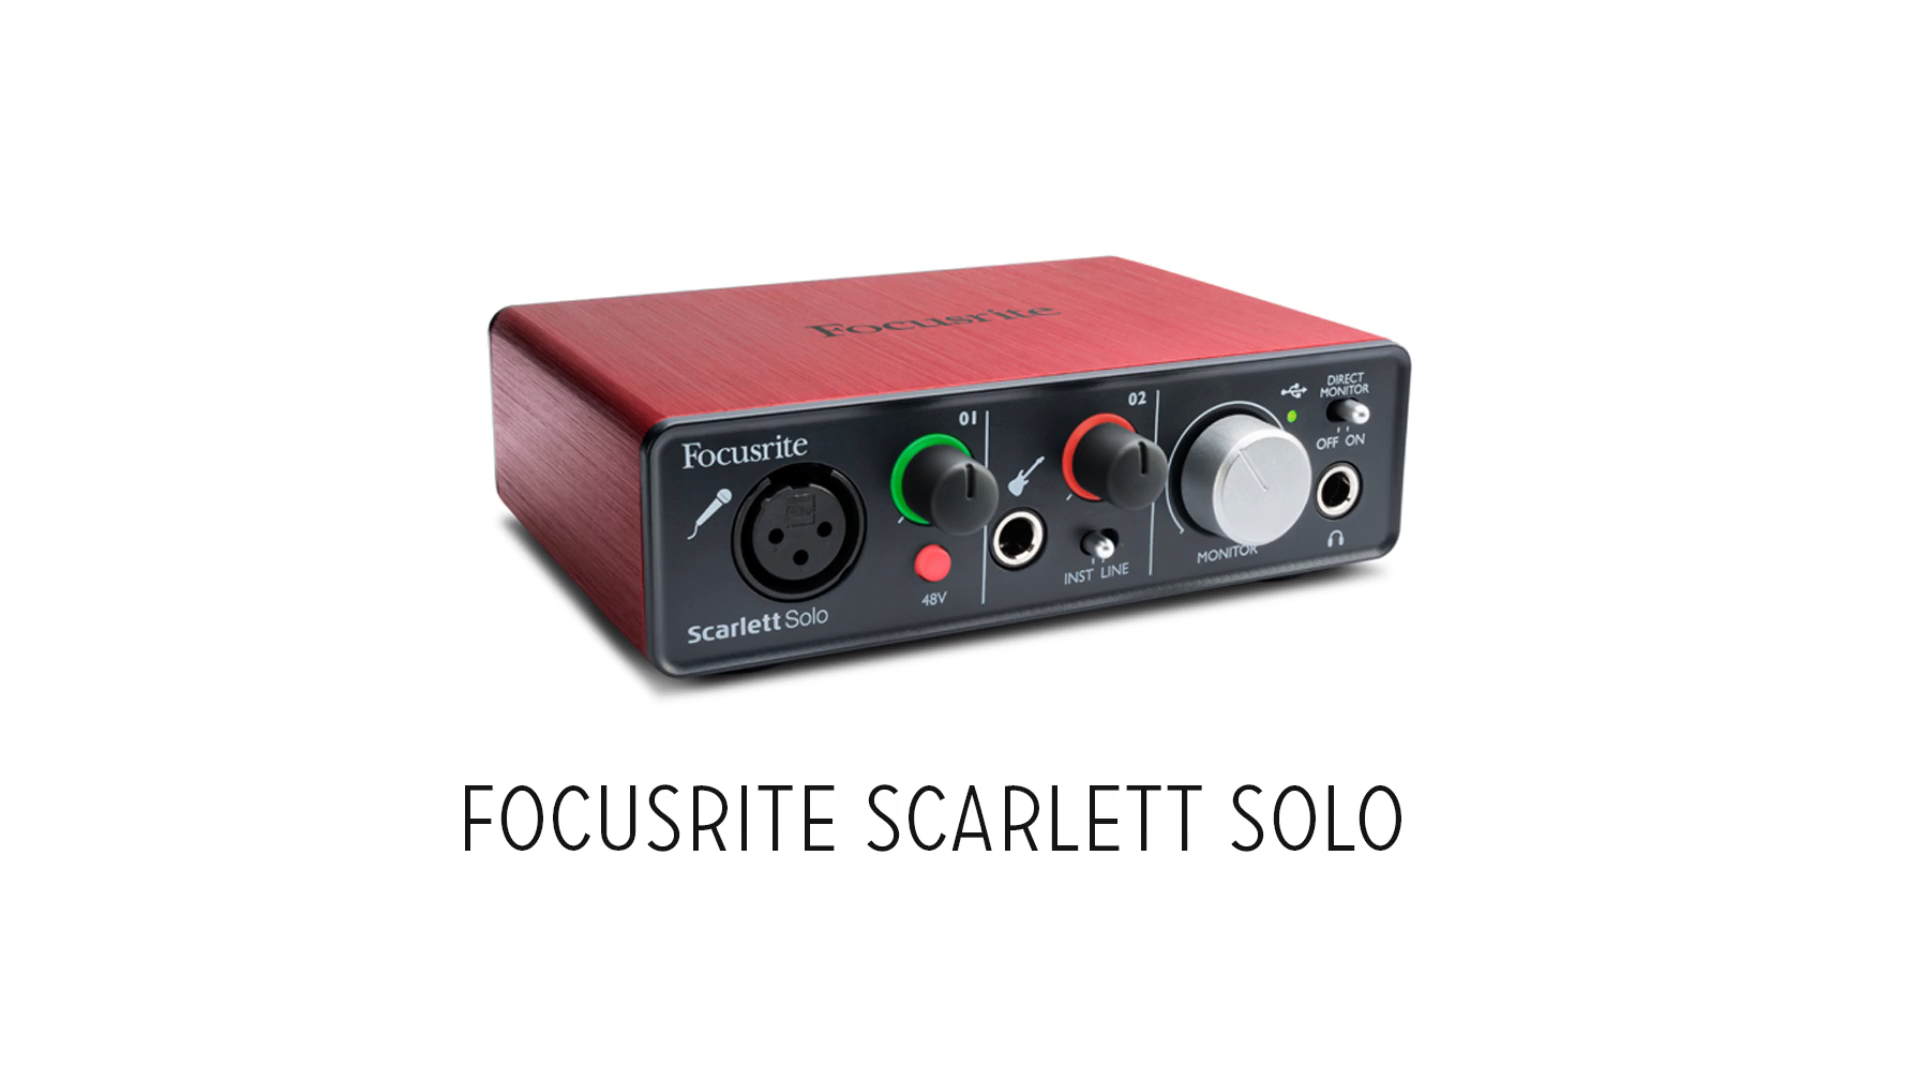 Focusrite
Focusrite
01
02
DIRECT
MONITOR
OFF ON
48V
INST LINE
MONITOR
Scarlett Solo
FOCUSRITE SCARLETT SOLO